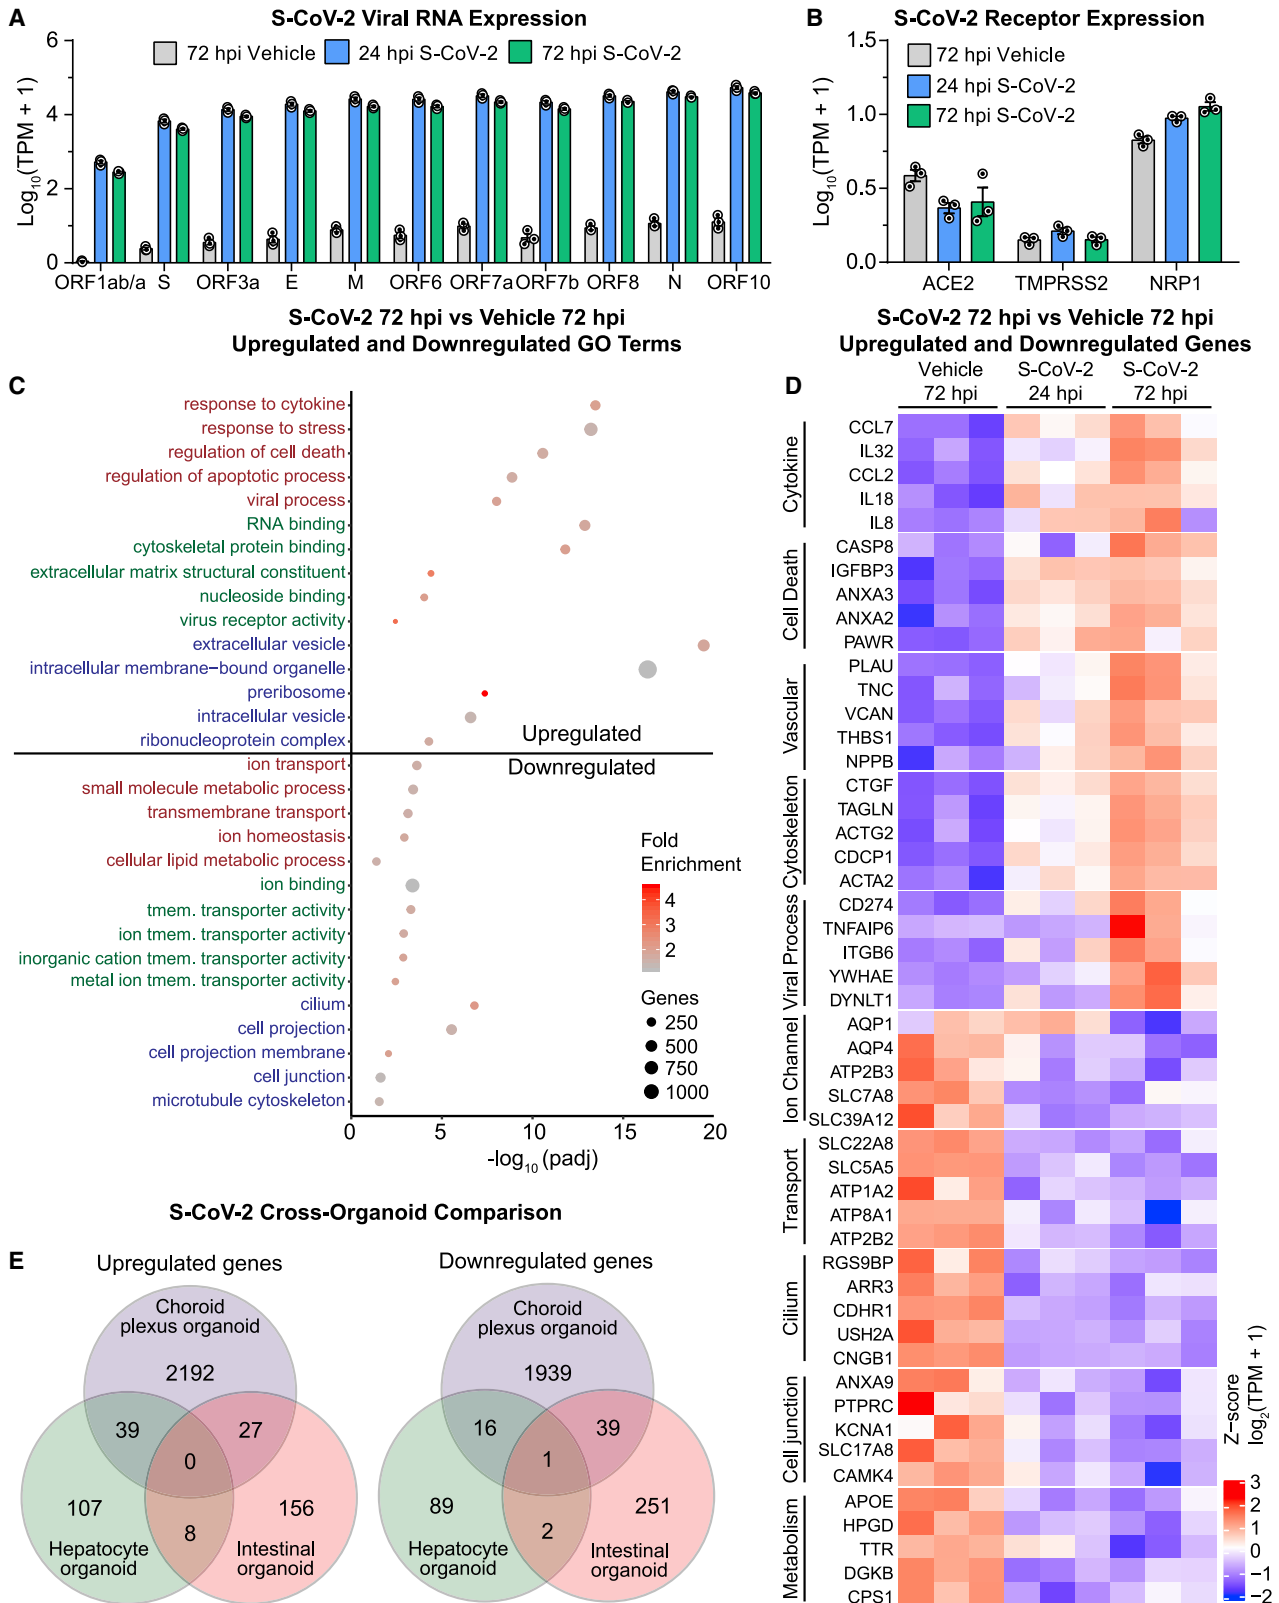 A
S-CoV-2 Viral RNA Expression
72 hpi Vehicle
24 hpi S-CoV-2
72 hpi S-CoV-2
Log10(TPM + 1)
6
4
2
0
ORF1ab/a
S
ORF3a
E
M
ORF6
ORF7a
ORF7b
ORF8
N
ORF10
B
S-CoV-2 Receptor Expression
72 hpi Vehicle
24 hpi S-CoV-2
72 hpi S-CoV-2
Log10(TPM + 1)
1.5
1.0
0.5
0.0
ACE2
TMPRSS2
NRP1
S-CoV-2 72 hpi vs Vehicle 72 hpi
Upregulated and Downregulated GO Terms
C
response to cytokine
response to stress
regulation of cell death
regulation of apoptotic process
viral process
RNA binding
cytoskeletal protein binding
extracellular matrix structural constituent
nucleoside binding
virus receptor activity
extracellular vesicle
intracellular membrane−bound organelle
preribosome
intracellular vesicle
ribonucleoprotein complex
Upregulated
Downregulated
ion transport
small molecule metabolic process
transmembrane transport
ion homeostasis
cellular lipid metabolic process
ion binding
tmem. transporter activity
ion tmem. transporter activity
inorganic cation tmem. transporter activity
metal ion tmem. transporter activity
cilium
cell projection
cell projection membrane
cell junction
microtubule cytoskeleton
0
5
10
15
20
-log10 (padj)
Fold
Enrichment
4
3
2
Genes
250
500
750
1000
S-CoV-2 72 hpi vs Vehicle 72 hpi
Upregulated and Downregulated Genes
D
Vehicle
72 hpi
S-CoV-2
24 hpi
S-CoV-2
72 hpi
Cytokine
CCL7
IL32
CCL2
IL18
IL8
Cell Death
CASP8
IGFBP3
ANXA3
ANXA2
PAWR
Vascular
PLAU
TNC
VCAN
THBS1
NPPB
Cytoskeleton
CTGF
TAGLN
ACTG2
CDCP1
ACTA2
Viral Process
CD274
TNFAIP6
ITGB6
YWHAE
DYNLT1
Ion Channel
AQP1
AQP4
ATP2B3
SLC7A8
SLC39A12
Transport
SLC22A8
SLC5A5
ATP1A2
ATP8A1
ATP2B2
Cilium
RGS9BP
ARR3
CDHR1
USH2A
CNGB1
Cell junction
ANXA9
PTPRC
KCNA1
SLC17A8
CAMK4
Metabolism
APOE
HPGD
TTR
DGKB
CPS1
Z−score
log2(TPM + 1)
3
2
1
0
−1
−2
S-CoV-2 Cross-Organoid Comparison
E
Upregulated genes
Choroid
plexus organoid
2192
39
27
0
107
156
8
Hepatocyte
organoid
Intestinal
organoid
Downregulated genes
Choroid
plexus organoid
1939
16
39
1
89
251
2
Hepatocyte
organoid
Intestinal
organoid